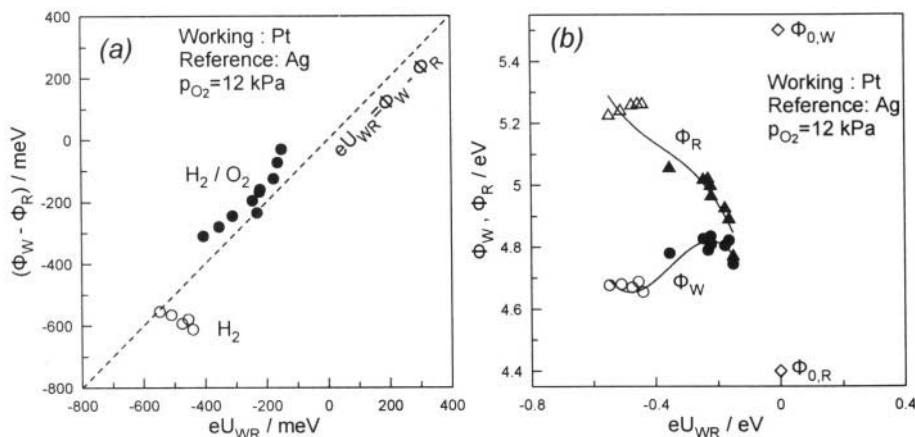 (a)
Working : Pt
Reference: Ag
p_O₂=12 kPa
eU_WR=Φ_W - Φ_R
H₂ / O₂
H₂
400
200
0
-200
-400
-600
-800
(Φ_W - Φ_R) / meV
-800 -600 -400 -200 0 200 400
eU_WR / meV
(b)
Φ_0,W
Working : Pt
Reference: Ag
p_O₂=12 kPa
Φ_R
Φ_W
Φ_0,R
5.6
5.2
5
4.8
4.6
4.4
Φ_W , Φ_R / eV
-0.8 -0.4 0 0.4
eU_WR / eV